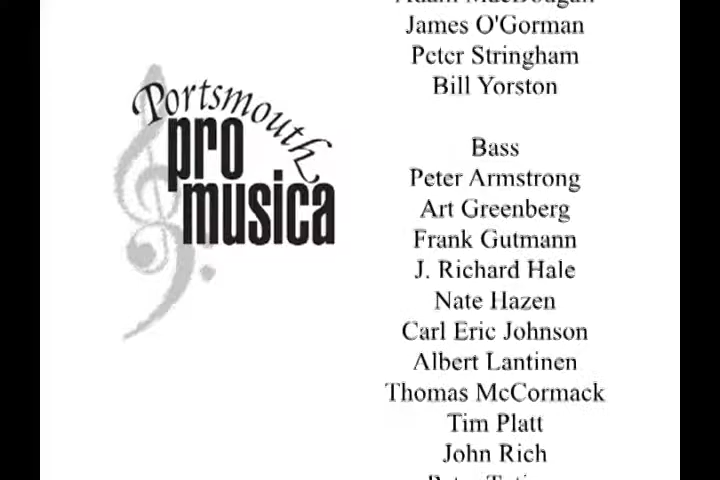 Portsmouth
pro
musica
James O'Gorman
Peter Stringham
Bill Yorston
Bass
Peter Armstrong
Art Greenberg
Frank Gutmann
J. Richard Hale
Nate Hazen
Carl Eric Johnson
Albert Lantinen
Thomas McCormack
Tim Platt
John Rich